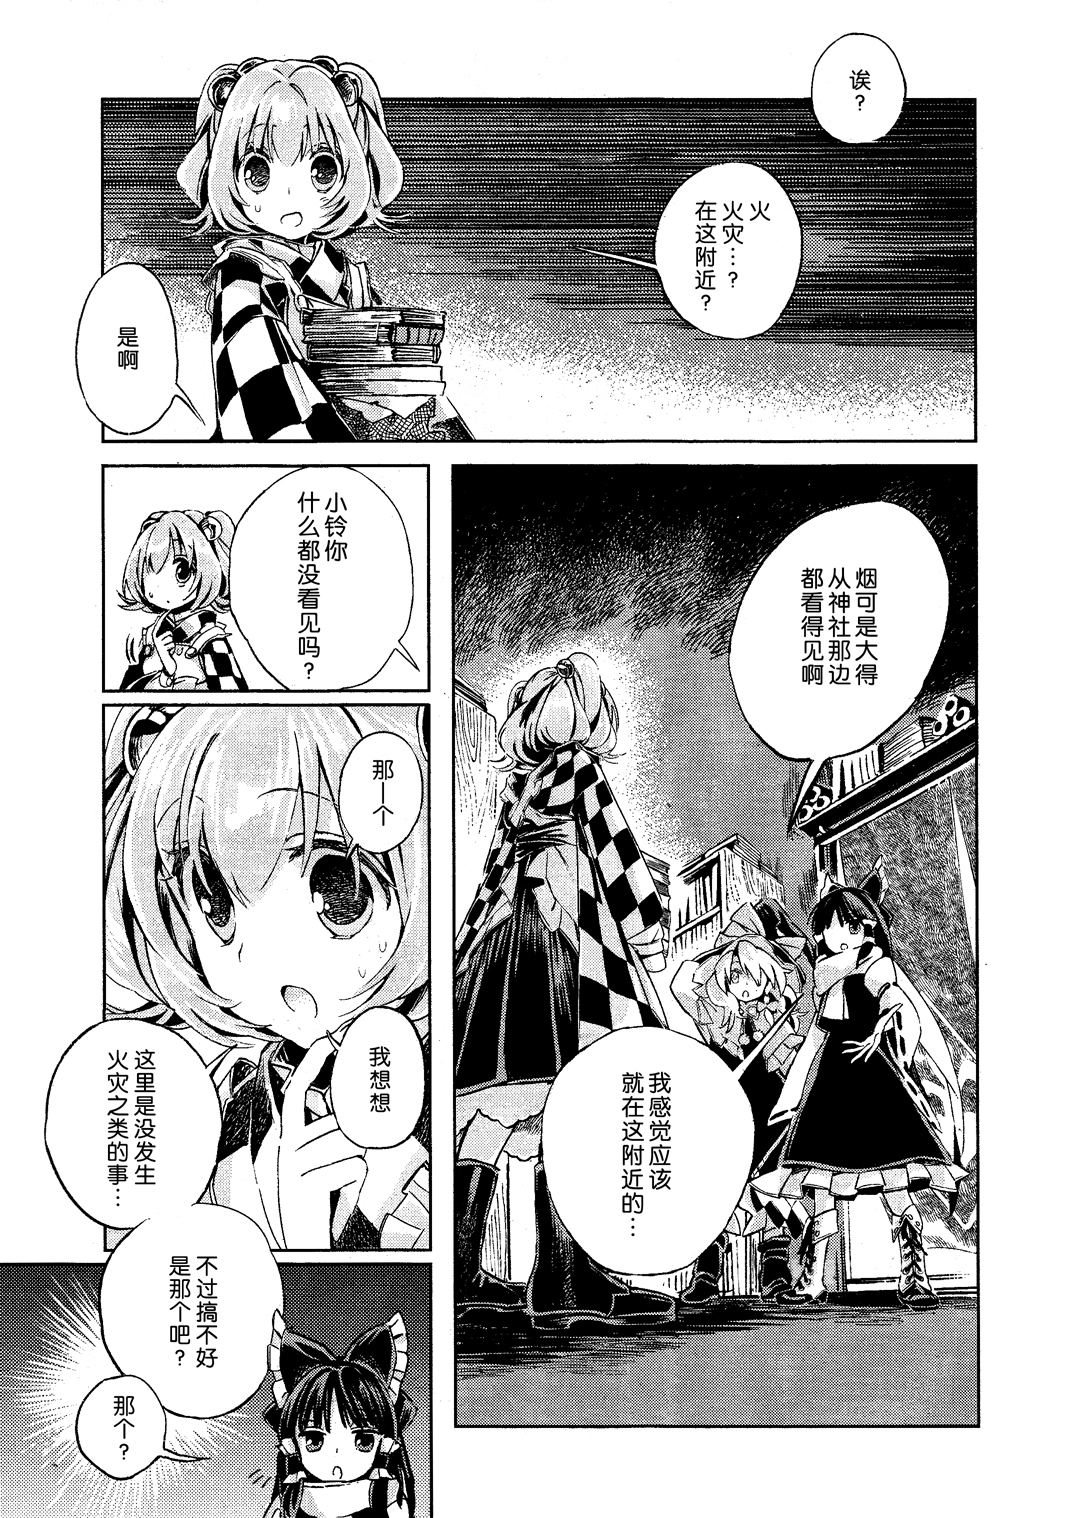 诶？
火
火灾…？
在这附近？
是啊
烟可是大得
从神社那边
都看得见啊
我感觉应该
就在这附近的…
小铃你
什么都没看见吗？
那—个
我想想
这里是没发生
火灾之类的事…
不过搞不好
是那个吧？
那个？